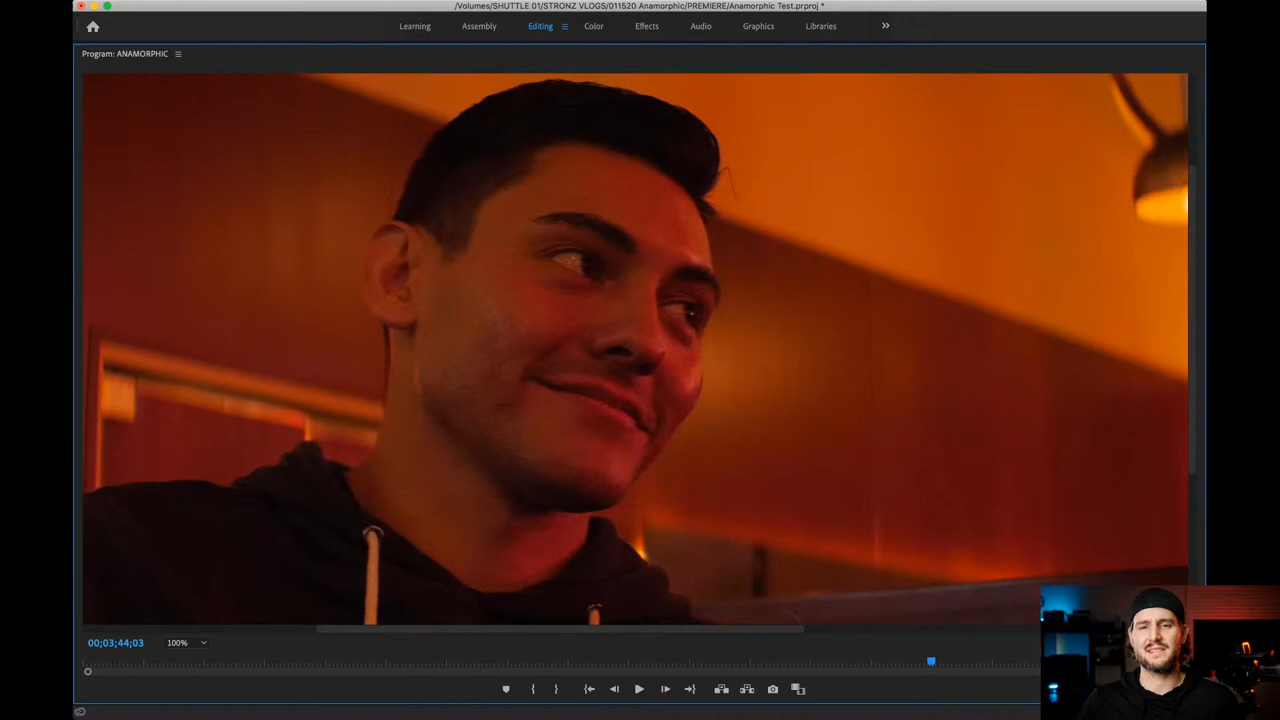 /Volumes/SHUTTLE 01/STRONZ VLOGS/011520 Anamorphic/PREMIERE/Anamorphic Test.prproj *
Learning Assembly Editing Color Effects Audio Graphics Libraries
Program: ANAMORPHIC
00;03;44;03 100%